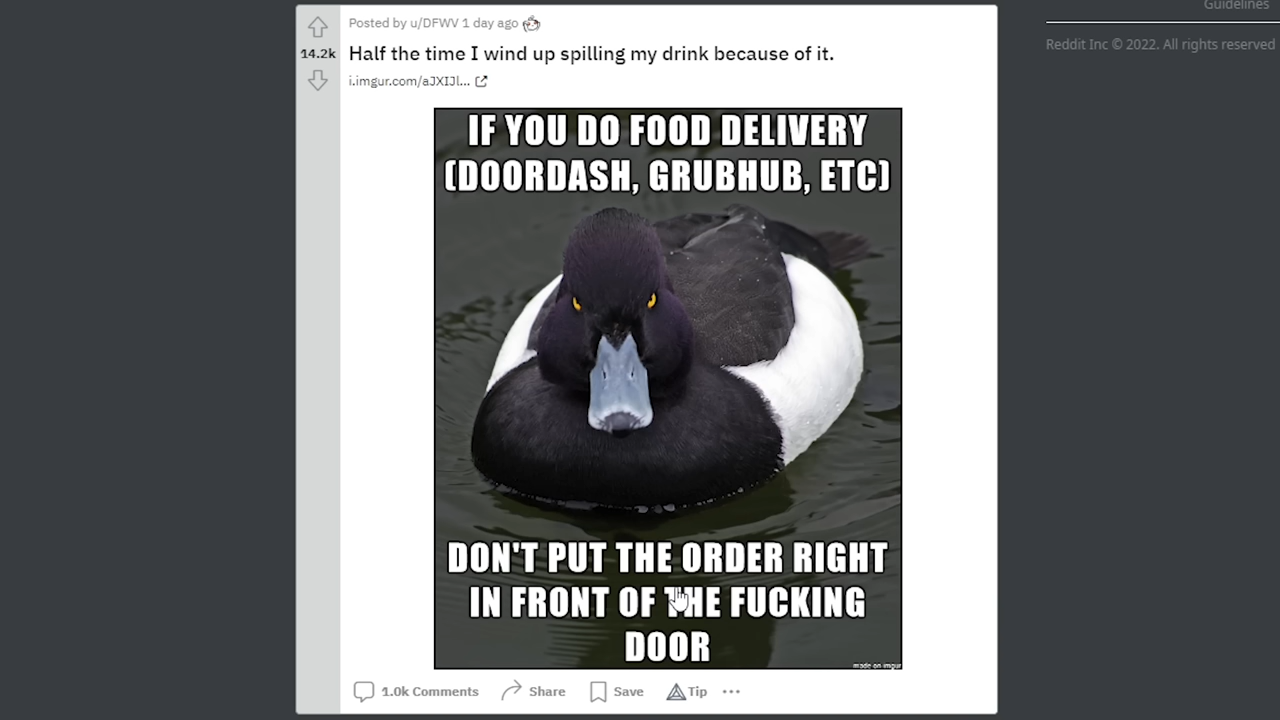 Guidelines
Reddit Inc © 2022. All rights reserved
Posted by u/DFWV 1 day ago
14.2k
Half the time I wind up spilling my drink because of it.
i.imgur.com/aJXIJl...
IF YOU DO FOOD DELIVERY
(DOORDASH, GRUBHUB, ETC)
DON'T PUT THE ORDER RIGHT
IN FRONT OF THE FUCKING
DOOR
made on imgur
1.0k Comments
Share
Save
Tip